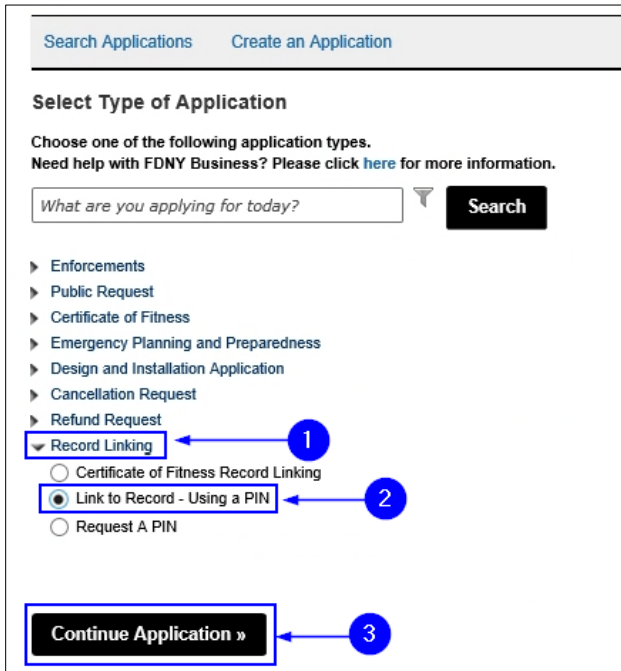 Search Applications Create an Application
Select Type of Application
Choose one of the following application types.
Need help with FDNY Business? Please click here for more information.
What are you applying for today? Search
Enforcements
Public Request
Certificate of Fitness
Emergency Planning and Preparedness
Design and Installation Application
Cancellation Request
Refund Request
Record Linking 1
Certificate of Fitness Record Linking
Link to Record - Using a PIN 2
Request A PIN
Continue Application » 3